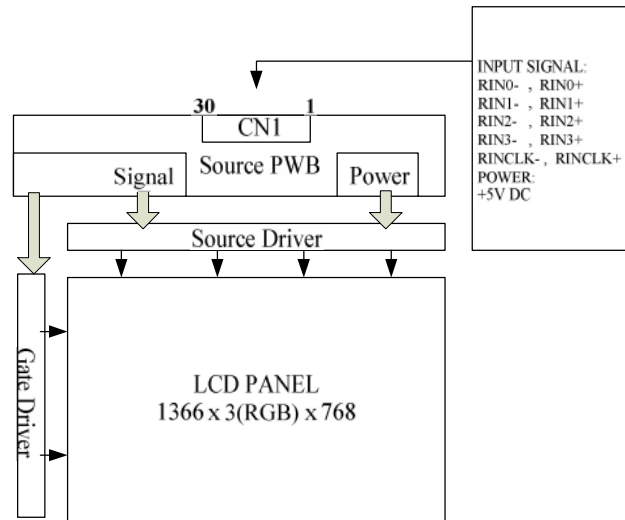 INPUT SIGNAL:
RIN0- , RIN0+
RIN1- , RIN1+
RIN2- , RIN2+
RIN3- , RIN3+
RINCLK- , RINCLK+
POWER:
+5V DC
30 1
CN1
Source PWB
Signal
Power
Source Driver
Gate Driver
LCD PANEL
1366 x 3(RGB) x 768